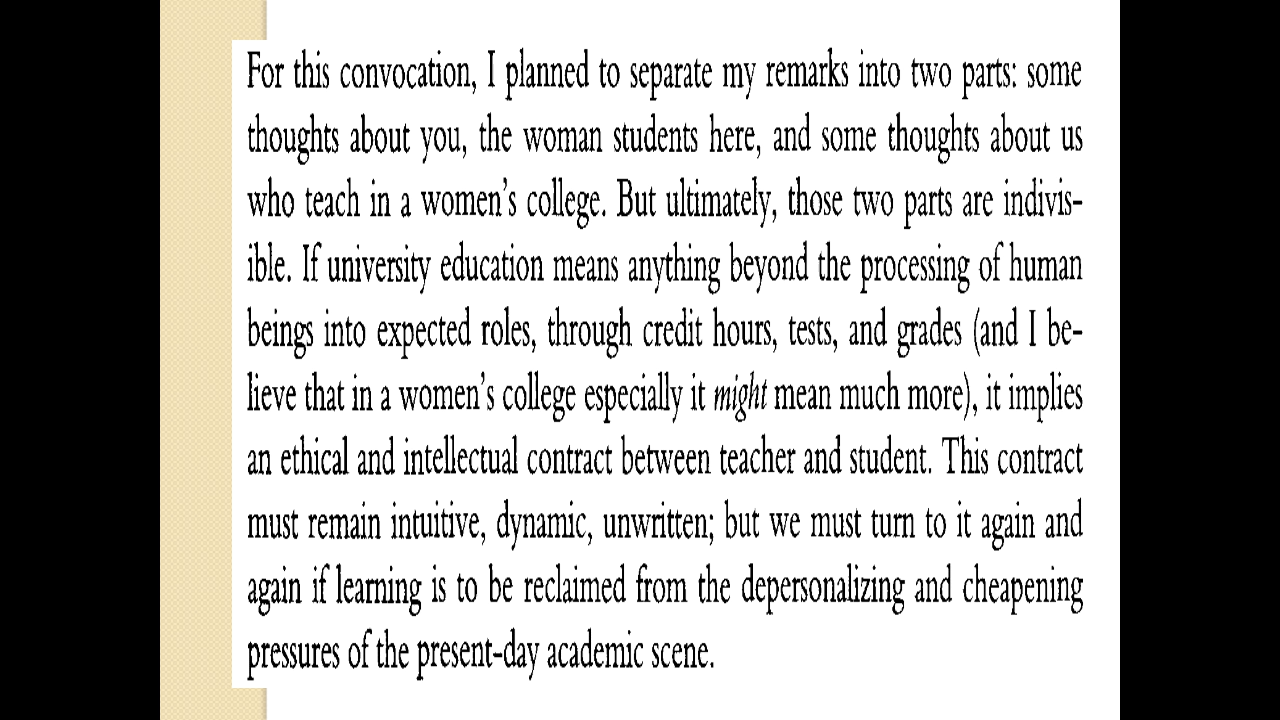 For this convocation, I planned to separate my remarks into two parts: some
thoughts about you, the woman students here, and some thoughts about us
who teach in a women's college. But ultimately, those two parts are indivis-
ible. If university education means anything beyond the processing of human
beings into expected roles, through credit hours, tests, and grades (and I be-
lieve that in a women's college especially it might mean much more), it implies
an ethical and intellectual contract between teacher and student. This contract
must remain intuitive, dynamic, unwritten; but we must turn to it again and
again if learning is to be reclaimed from the depersonalizing and cheapening
pressures of the present-day academic scene.